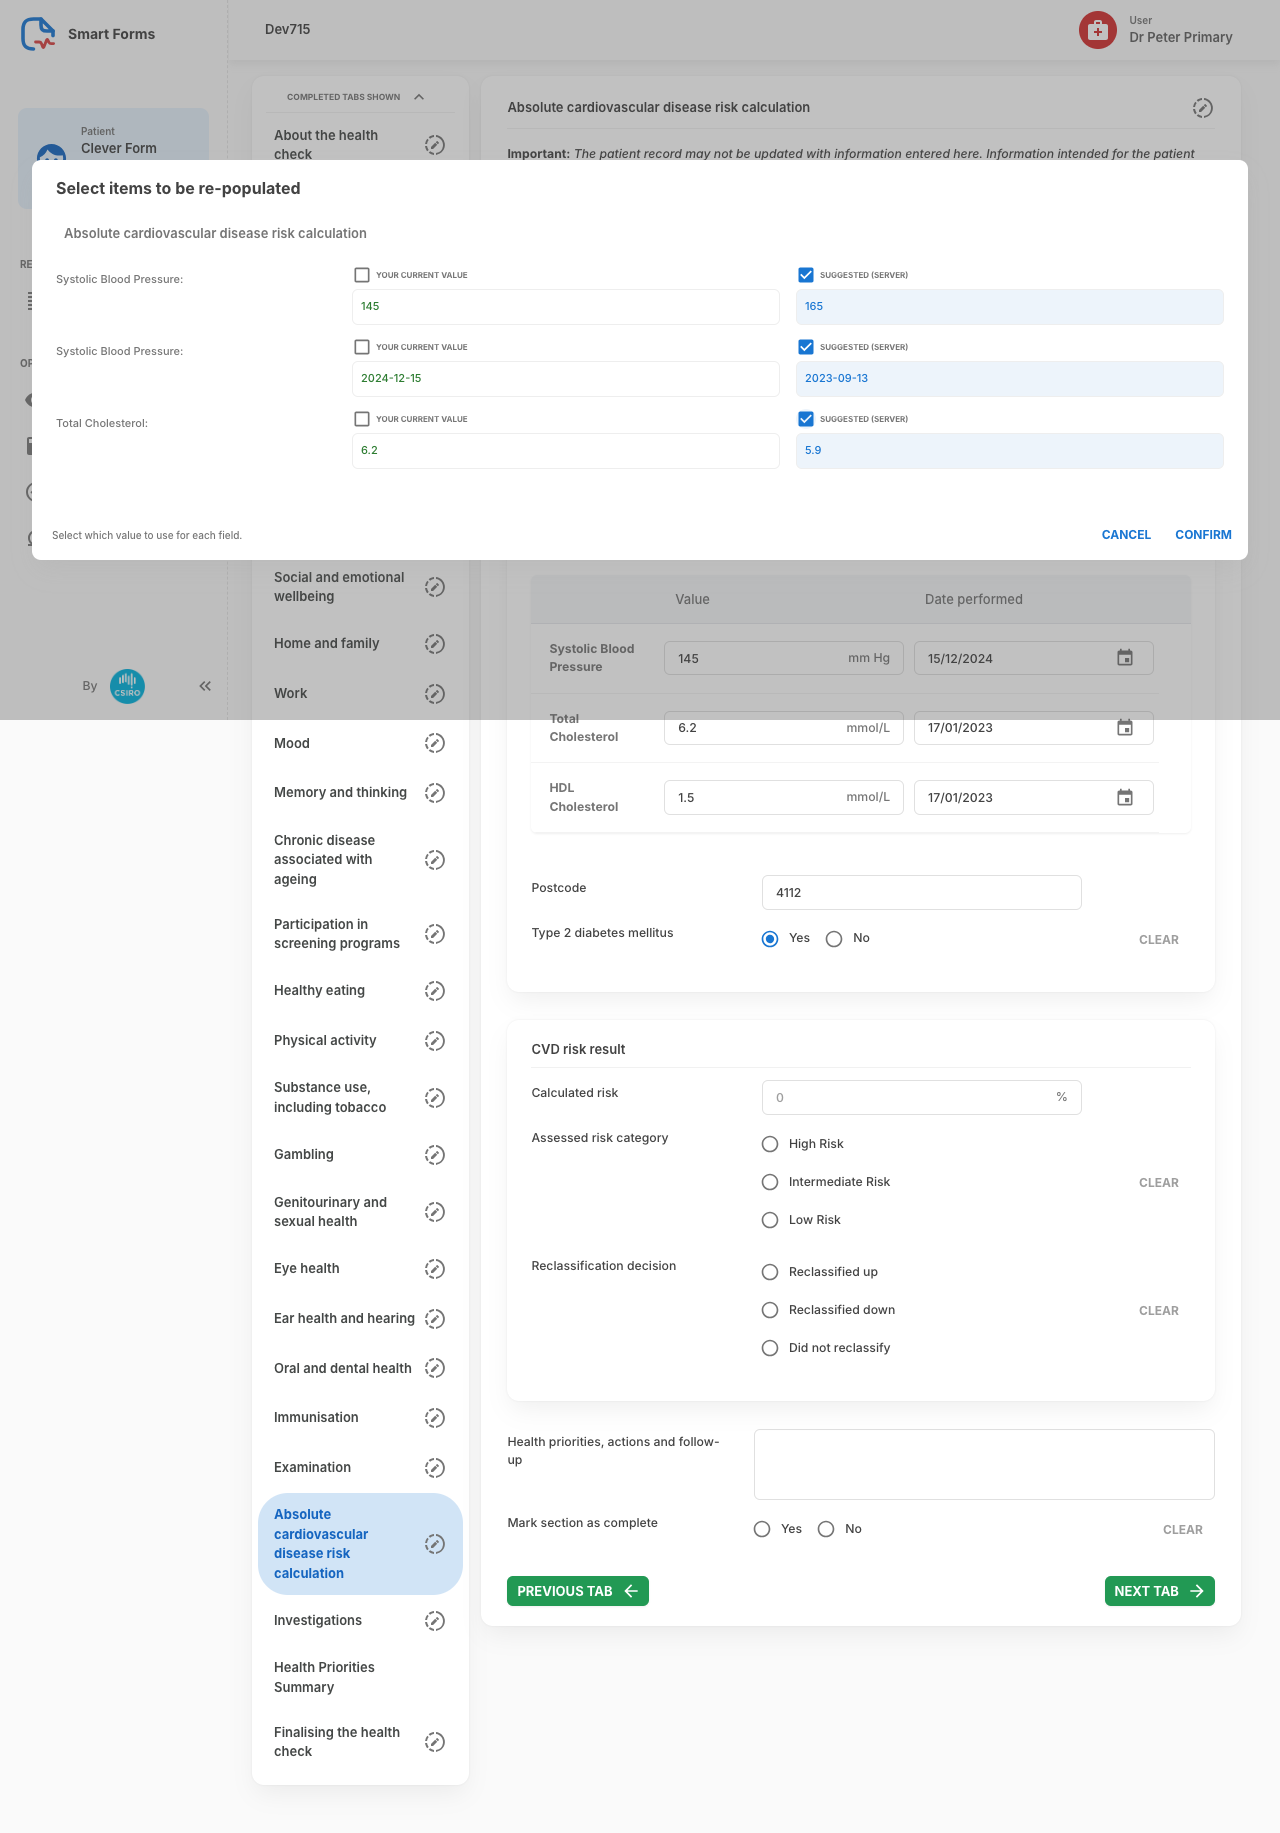 Smart Forms
Dev715
User
Dr Peter Primary
Patient
Clever Form
COMPLETED TABS SHOWN
About the health
check
Absolute cardiovascular disease risk calculation
Important: The patient record may not be updated with information entered here. Information intended for the patient
Select items to be re-populated
Absolute cardiovascular disease risk calculation
Systolic Blood Pressure:
YOUR CURRENT VALUE
145
SUGGESTED (SERVER)
165
Systolic Blood Pressure:
YOUR CURRENT VALUE
2024-12-15
SUGGESTED (SERVER)
2023-09-13
Total Cholesterol:
YOUR CURRENT VALUE
6.2
SUGGESTED (SERVER)
5.9
Select which value to use for each field.
CANCEL
CONFIRM
RE
OP
By
CSIRO
Social and emotional
wellbeing
Home and family
Work
Mood
Memory and thinking
Chronic disease
associated with
ageing
Participation in
screening programs
Healthy eating
Physical activity
Substance use,
including tobacco
Gambling
Genitourinary and
sexual health
Eye health
Ear health and hearing
Oral and dental health
Immunisation
Examination
Absolute
cardiovascular
disease risk
calculation
Investigations
Health Priorities
Summary
Finalising the health
check
Value
Date performed
Systolic Blood
Pressure
145
mm Hg
15/12/2024
Total
Cholesterol
6.2
mmol/L
17/01/2023
HDL
Cholesterol
1.5
mmol/L
17/01/2023
Postcode
4112
Type 2 diabetes mellitus
Yes
No
CLEAR
CVD risk result
Calculated risk
0
%
Assessed risk category
High Risk
Intermediate Risk
Low Risk
CLEAR
Reclassification decision
Reclassified up
Reclassified down
Did not reclassify
CLEAR
Health priorities, actions and follow-
up
Mark section as complete
Yes
No
CLEAR
PREVIOUS TAB
NEXT TAB